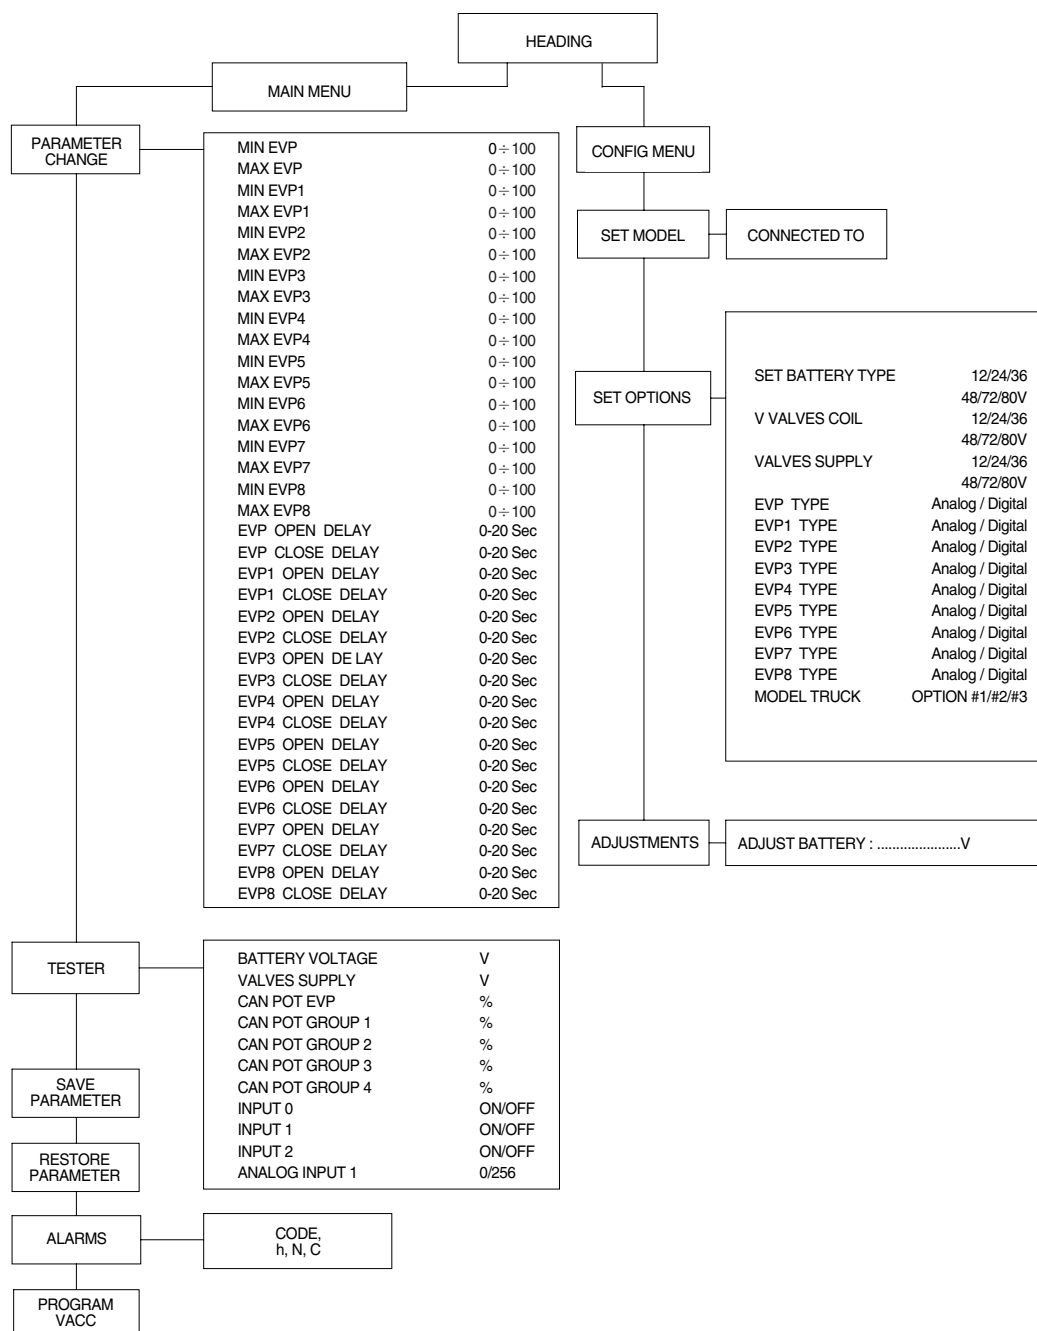 HEADING
MAIN MENU
PARAMETER
CHANGE
MIN EVP 0÷100
MAX EVP 0÷100
MIN EVP1 0÷100
MAX EVP1 0÷100
MIN EVP2 0÷100
MAX EVP2 0÷100
MIN EVP3 0÷100
MAX EVP3 0÷100
MIN EVP4 0÷100
MAX EVP4 0÷100
MIN EVP5 0÷100
MAX EVP5 0÷100
MIN EVP6 0÷100
MAX EVP6 0÷100
MIN EVP7 0÷100
MAX EVP7 0÷100
MIN EVP8 0÷100
MAX EVP8 0÷100
EVP OPEN DELAY 0-20 Sec
EVP CLOSE DELAY 0-20 Sec
EVP1 OPEN DELAY 0-20 Sec
EVP1 CLOSE DELAY 0-20 Sec
EVP2 OPEN DELAY 0-20 Sec
EVP2 CLOSE DELAY 0-20 Sec
EVP3 OPEN DE LAY 0-20 Sec
EVP3 CLOSE DELAY 0-20 Sec
EVP4 OPEN DELAY 0-20 Sec
EVP4 CLOSE DELAY 0-20 Sec
EVP5 OPEN DELAY 0-20 Sec
EVP5 CLOSE DELAY 0-20 Sec
EVP6 OPEN DELAY 0-20 Sec
EVP6 CLOSE DELAY 0-20 Sec
EVP7 OPEN DELAY 0-20 Sec
EVP7 CLOSE DELAY 0-20 Sec
EVP8 OPEN DELAY 0-20 Sec
EVP8 CLOSE DELAY 0-20 Sec
TESTER
BATTERY VOLTAGE V
VALVES SUPPLY V
CAN POT EVP %
CAN POT GROUP 1 %
CAN POT GROUP 2 %
CAN POT GROUP 3 %
CAN POT GROUP 4 %
INPUT 0 ON/OFF
INPUT 1 ON/OFF
INPUT 2 ON/OFF
ANALOG INPUT 1 0/256
SAVE
PARAMETER
RESTORE
PARAMETER
ALARMS
CODE,
h, N, C
PROGRAM
VACC
CONFIG MENU
SET MODEL
CONNECTED TO
SET OPTIONS
SET BATTERY TYPE 12/24/36
48/72/80V
V VALVES COIL 12/24/36
48/72/80V
VALVES SUPPLY 12/24/36
48/72/80V
EVP TYPE Analog / Digital
EVP1 TYPE Analog / Digital
EVP2 TYPE Analog / Digital
EVP3 TYPE Analog / Digital
EVP4 TYPE Analog / Digital
EVP5 TYPE Analog / Digital
EVP6 TYPE Analog / Digital
EVP7 TYPE Analog / Digital
EVP8 TYPE Analog / Digital
MODEL TRUCK OPTION #1/#2/#3
ADJUSTMENTS
ADJUST BATTERY : ......................V